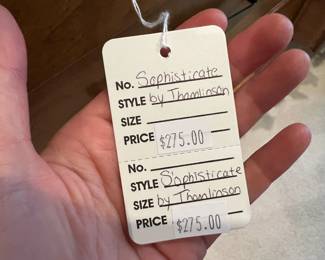 No. Sophisticate
STYLE by Thomlinson
SIZE
PRICE $275.00
No.
STYLE Sophisticate
SIZE by Thomlinson
PRICE $275.00